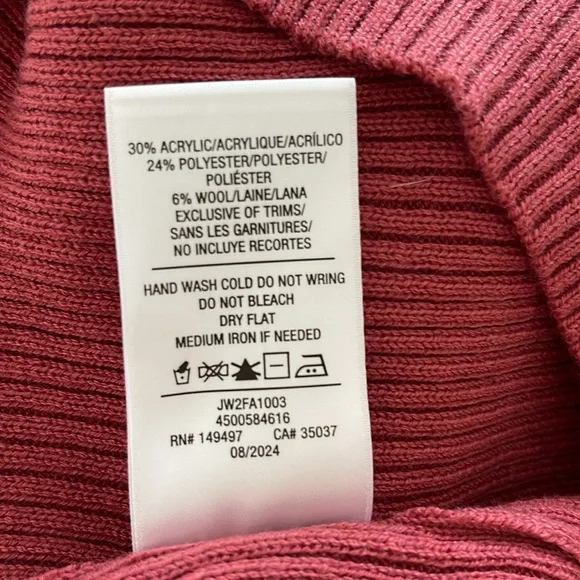 30% ACRYLIC/ACRYLIQUE/ACRÍLICO
24% POLYESTER/POLYESTER/
POLIÉSTER
6% WOOL/LAINE/LANA
EXCLUSIVE OF TRIMS/
SANS LES GARNITURES/
NO INCLUYE RECORTES
HAND WASH COLD DO NOT WRING
DO NOT BLEACH
DRY FLAT
MEDIUM IRON IF NEEDED
JW2FA1003
4500584616
RN# 149497 CA# 35037
08/2024